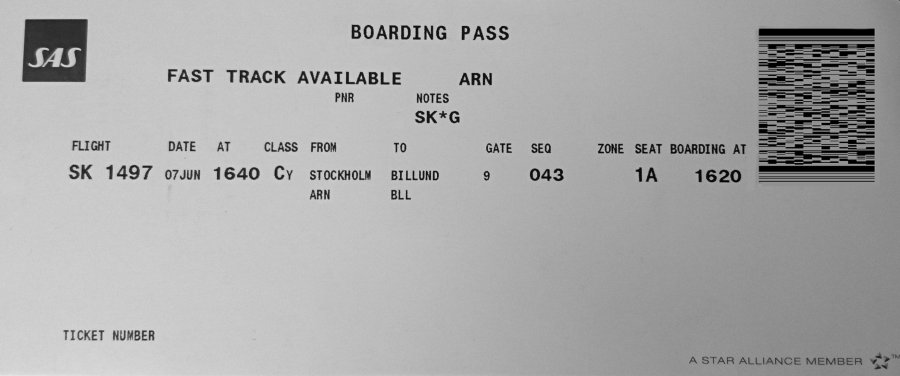 SAS
BOARDING PASS
FAST TRACK AVAILABLE ARN
PNR NOTES
SK*G
FLIGHT DATE AT CLASS FROM TO GATE SEQ ZONE SEAT BOARDING AT
SK 1497 07JUN 1640 CY STOCKHOLM BILLUND 9 043 1A 1620
ARN BLL
TICKET NUMBER
A STAR ALLIANCE MEMBER TM